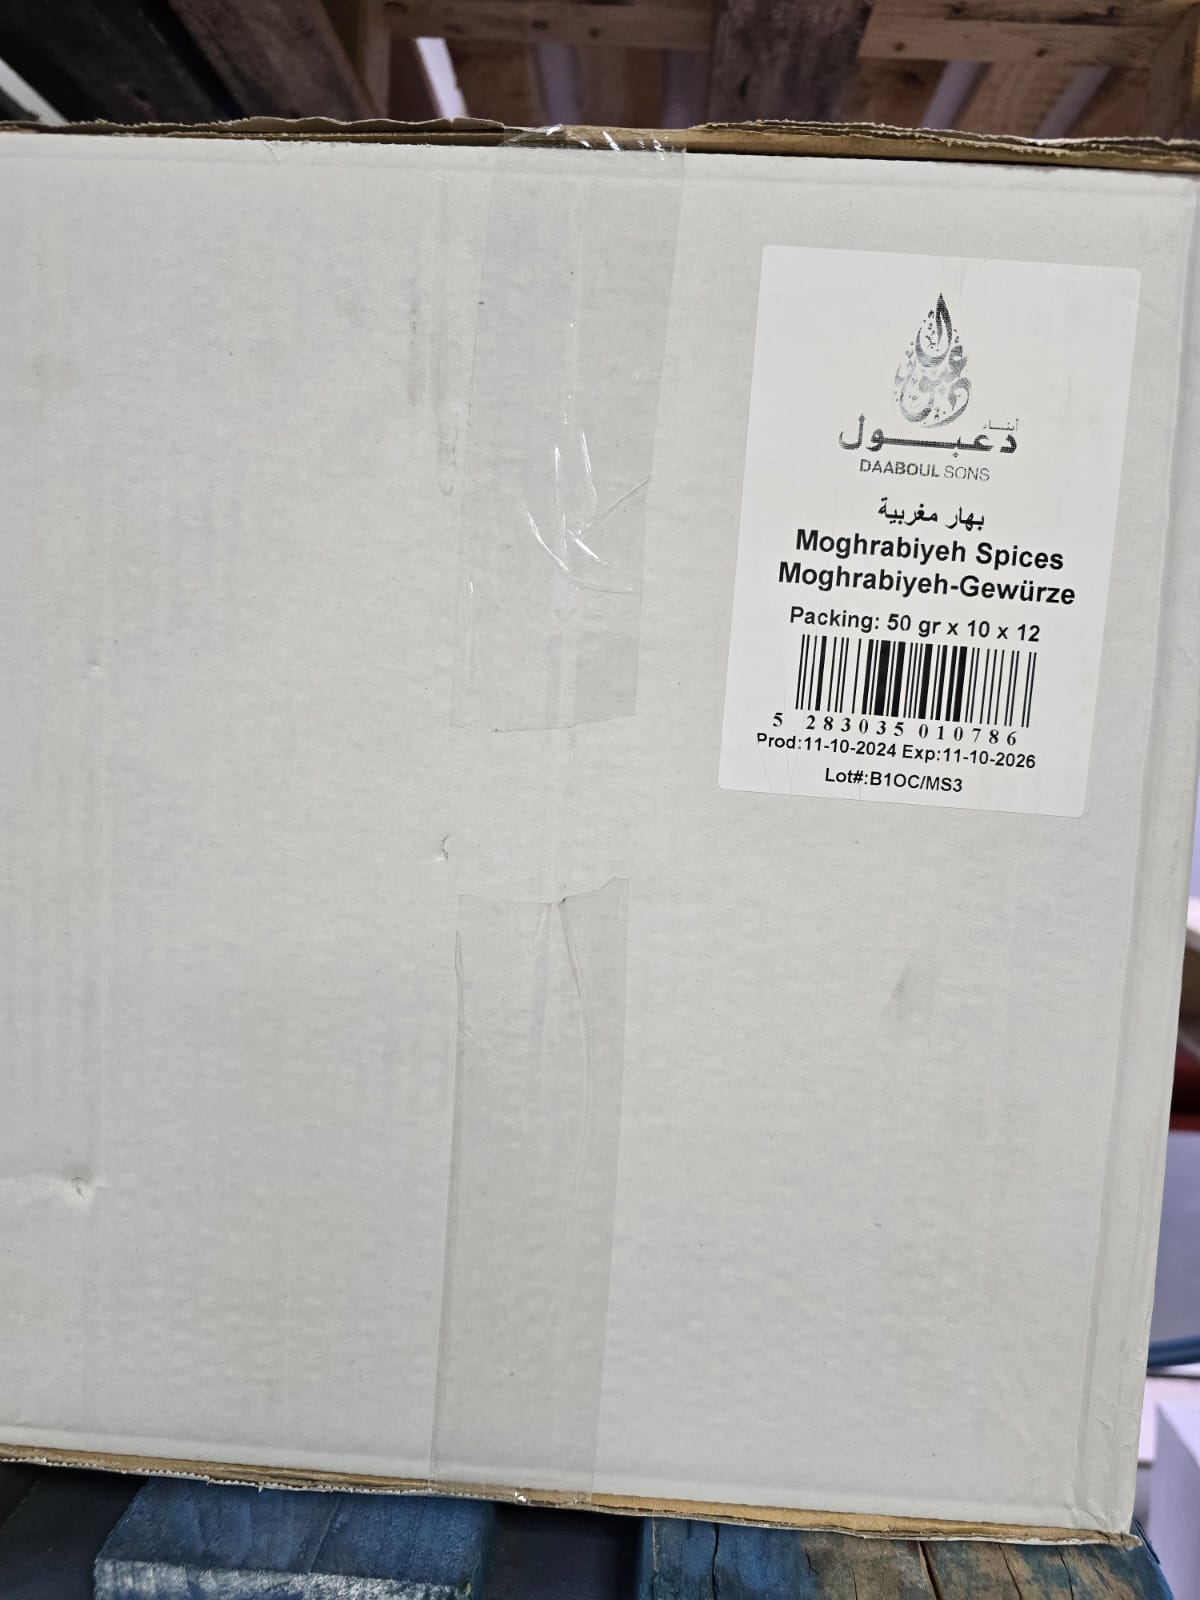 أبناء
دعبول
DAABOUL SONS
بهار مغربية
Moghrabiyeh Spices
Moghrabiyeh-Gewürze
Packing: 50 gr x 10 x 12
5 283035 010786
Prod:11-10-2024 Exp:11-10-2026
Lot#:B1OC/MS3